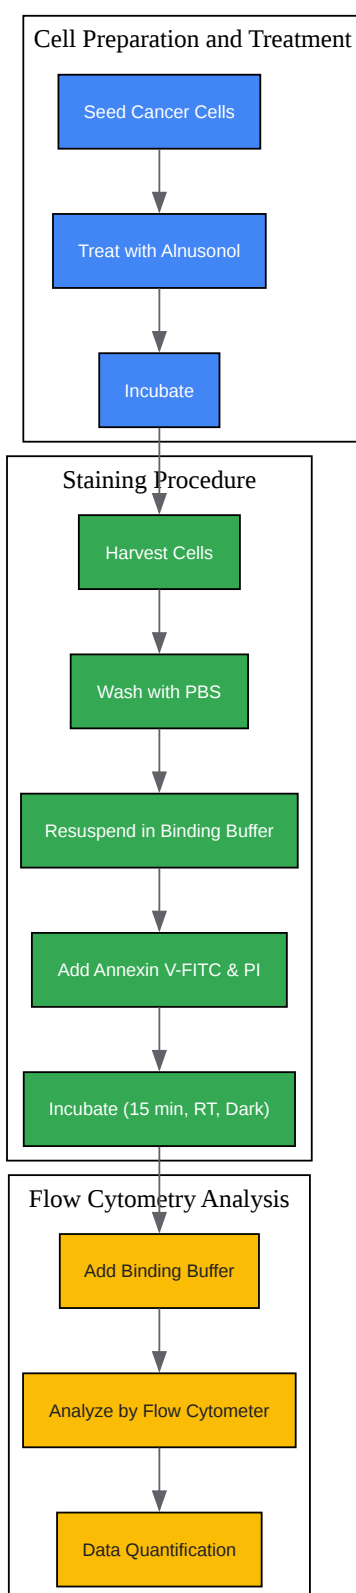 Cell Preparation and Treatment
Seed Cancer Cells
Treat with Alnusonol
Incubate
Staining Procedure
Harvest Cells
Wash with PBS
Resuspend in Binding Buffer
Add Annexin V-FITC & PI
Incubate (15 min, RT, Dark)
Flow Cytometry Analysis
Add Binding Buffer
Analyze by Flow Cytometer
Data Quantification